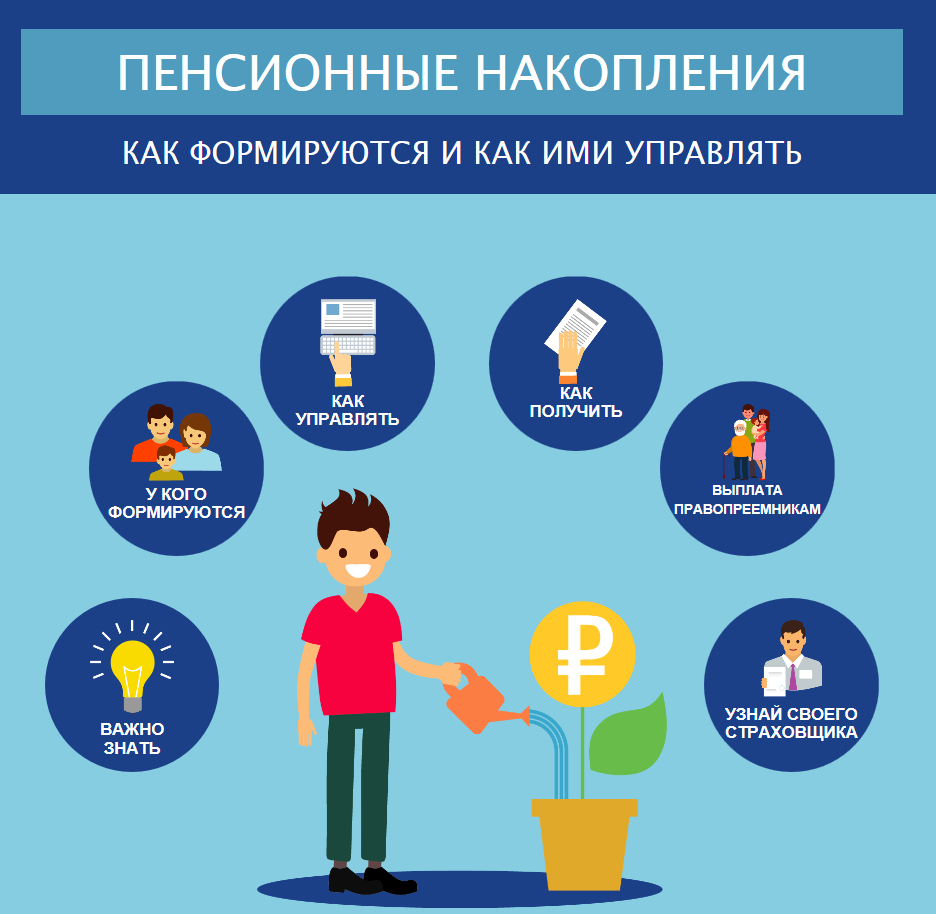 ПЕНСИОННЫЕ НАКОПЛЕНИЯ
КАК ФОРМИРУЮТСЯ И КАК ИМИ УПРАВЛЯТЬ
КАК
УПРАВЛЯТЬ
КАК
ПОЛУЧИТЬ
У КОГО
ФОРМИРУЮТСЯ
ВЫПЛАТА
ПРАВОПРЕЕМНИКАМ
ВАЖНО
ЗНАТЬ
₽
УЗНАЙ СВОЕГО
СТРАХОВЩИКА